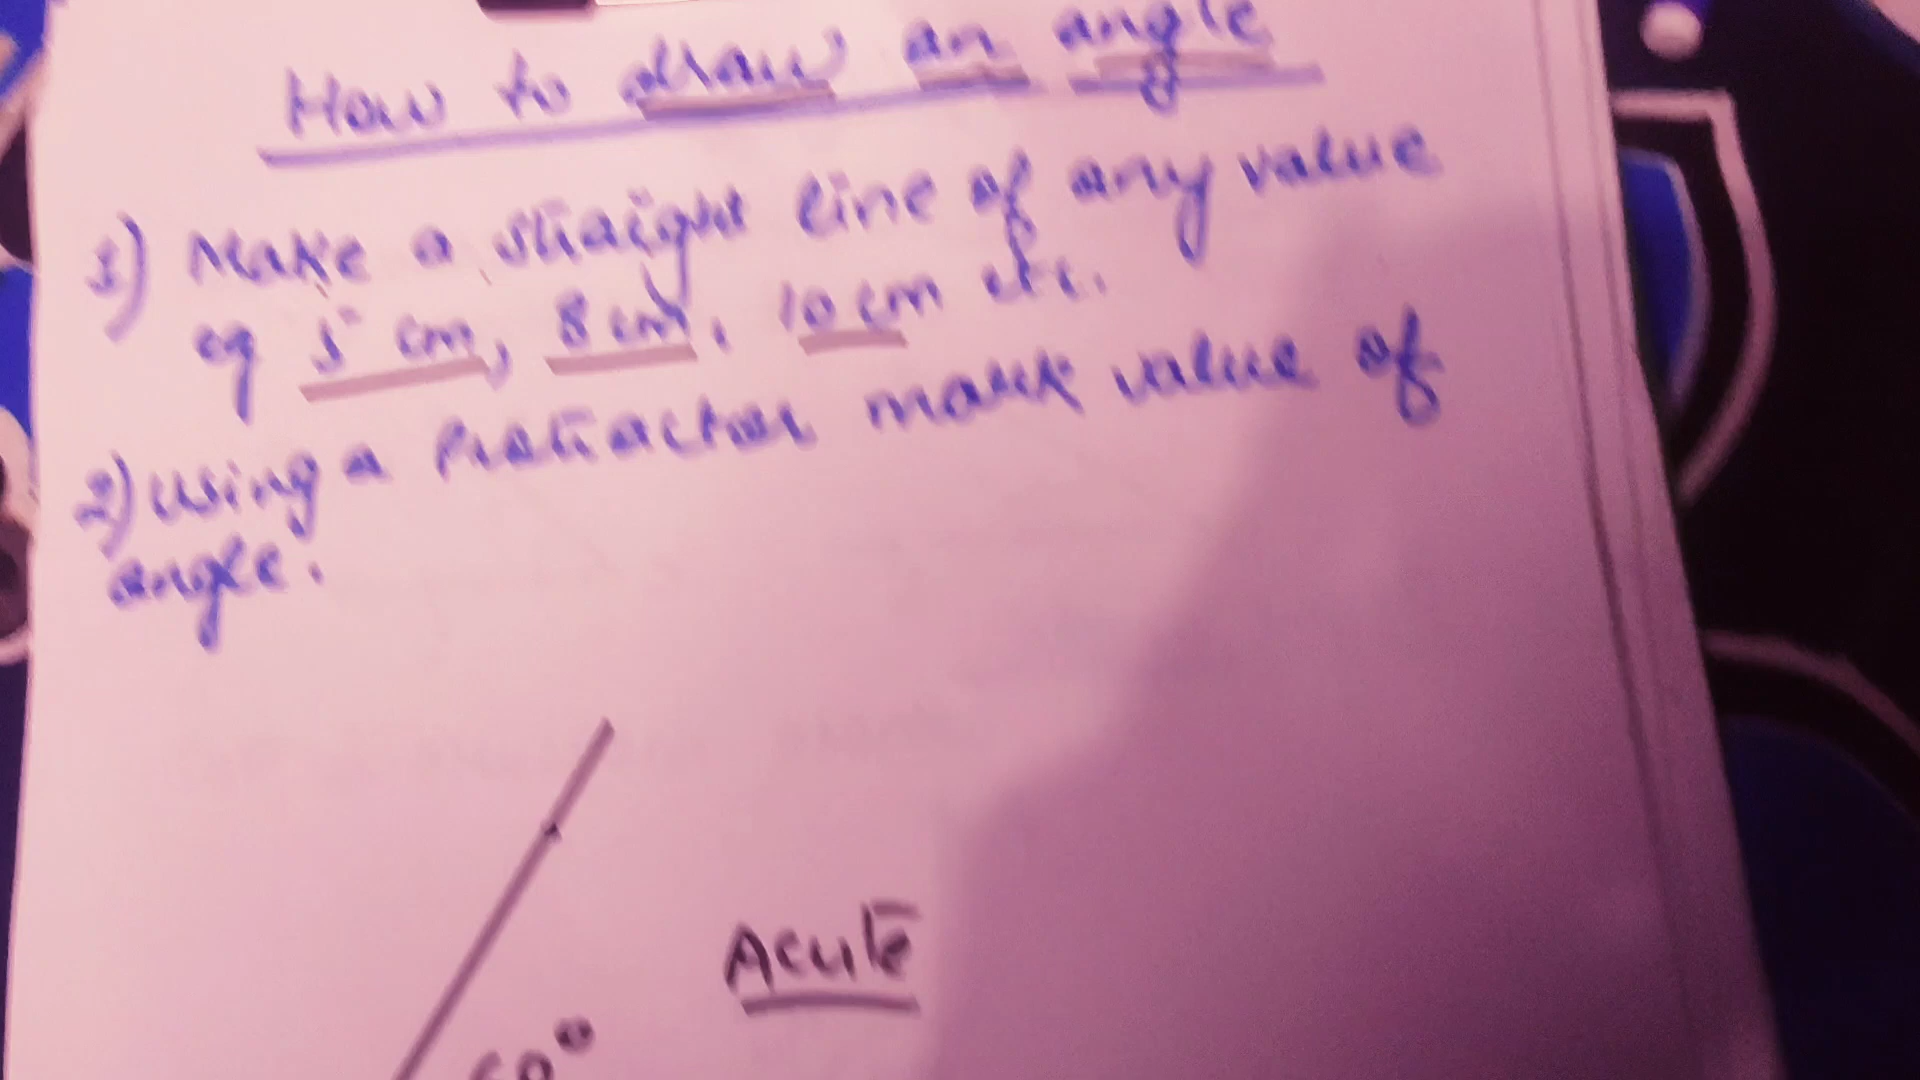 How to draw an angle
1) Make a straight line of any value
eg 5 cm, 8 cm, 10 cm etc.
2) Using a Protractor mark value of
angle.
Acute
60°